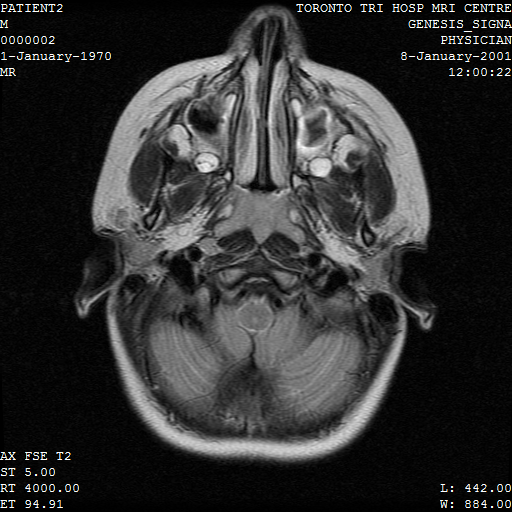 PATIENT2
M
0000002
1-January-1970
MR
TORONTO TRI HOSP MRI CENTRE
GENESIS_SIGNA
PHYSICIAN
8-January-2001
12:00:22
AX FSE T2
ST 5.00
RT 4000.00
ET 94.91
L: 442.00
W: 884.00